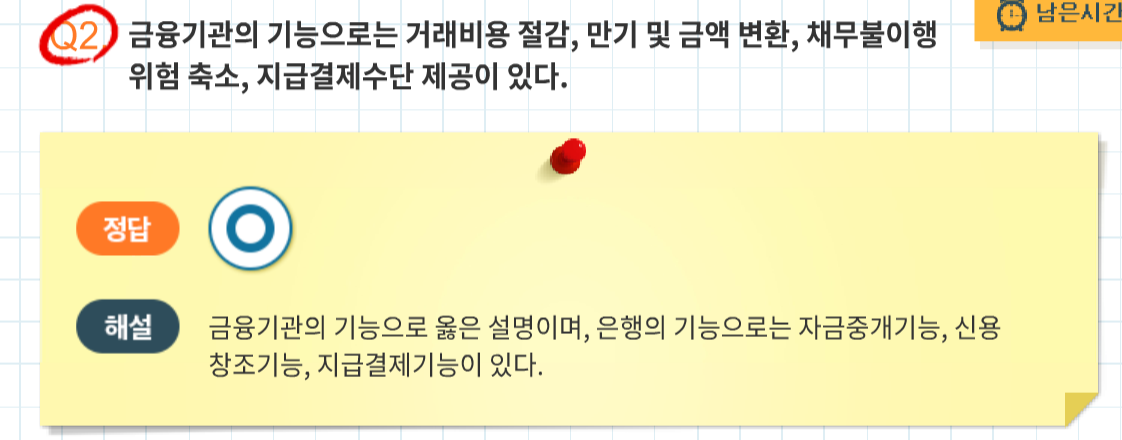 Q2 금융기관의 기능으로는 거래비용 절감, 만기 및 금액 변환, 채무불이행
위험 축소, 지급결제수단 제공이 있다.
남은시간
정답
해설 금융기관의 기능으로 옳은 설명이며, 은행의 기능으로는 자금중개기능, 신용
창조기능, 지급결제기능이 있다.